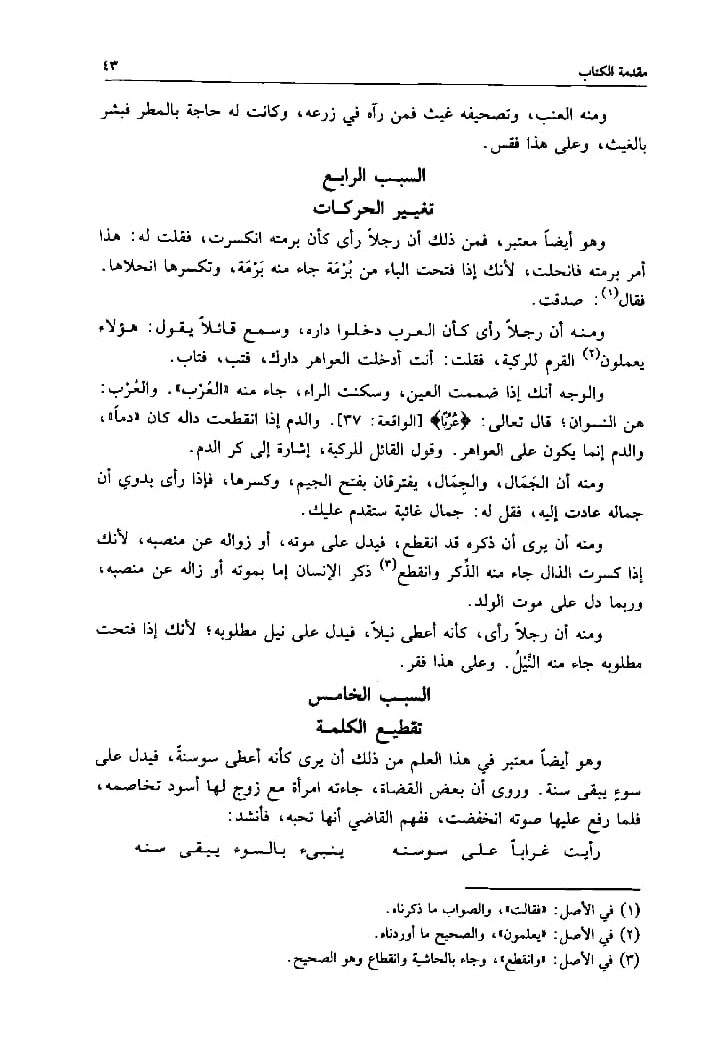 مقدمة الكتاب ٤٣
ومنه العنب، وتصحيفه غيث فمن رآه في زرعه، وكانت له حاجة بالمطر فبشر
بالغيث، وعلى هذا فقس.
السبب الرابع
تغيير الحركات
وهو أيضاً معتبر، فمن ذلك أن رجلاً رأى كأن برمته انكسرت، فقلت له: هذا
أمر برمته فانحلت، لأنك إذا فتحت الباء من بُرْمَة جاء منه بَرْمَة، وتكسرها انحلاها.
فقال(١): صدقت.
ومنه أن رجلاً رأى كأن العرب دخلوا داره، وسمع قائلاً يقول: هؤلاء
يعملون(٢) القرم للركبة، فقلت: أنت أدخلت العواهر دارك، فتب، فتاب.
والوجه أنك إذا ضممت العين، وسكنت الراء، جاء منه «العُرْب». والعُرْب:
هن النسوان؛ قال تعالى: ﴿عُرُبًا﴾ [الواقعة: ٣٧]. والدم إذا انقطعت داله كان «دماً»،
والدم إنما يكون على العواهر. وقول القائل للركبة، إشارة إلى كر الدم.
ومنه أن الجَمَال، والجِمَال، يفترقان بفتح الجيم، وكسرها، فإذا رأى بدوي أن
جماله عادت إليه، فقل له: جمال غائبة ستقدم عليك.
ومنه أن يرى أن ذكره قد انقطع، فيدل على موته، أو زواله عن منصبه، لأنك
إذا كسرت الذال جاء منه الذِّكر وانقطع(٣) ذكر الإنسان إما بموته أو زاله عن منصبه،
وربما دل على موت الولد.
ومنه أن رجلاً رأى، كأنه أعطى نيلاً، فيدل على نيل مطلوبه؛ لأنك إذا فتحت
مطلوبه جاء منه النَّيْلُ. وعلى هذا فقر.
السبب الخامس
تقطيع الكلمة
وهو أيضاً معتبر في هذا العلم من ذلك أن يرى كأنه أعطى سوسنةً، فيدل على
سوءٍ يبقى سنة. وروى أن بعض القضاة، جاءته امرأة مع زوج لها أسود تخاصمه،
فلما رفع عليها صوته انخفضت، ففهم القاضي أنها تحبه، فأنشد:
رأيت غراباً على سوسنه ينبيء بالسوء يبقى سنه
(١) في الأصل: «فقالت»، والصواب ما ذكرناه.
(٢) في الأصل: «يعلمون»، والصحيح ما أوردناه.
(٣) في الأصل: «وانقطع»، وجاء بالحاشية وانقطاع وهو الصحيح.